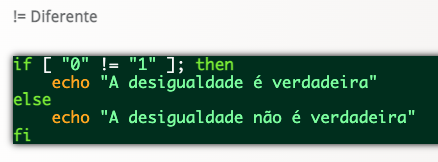 != Diferente
if [ "0" != "1" ]; then
    echo "A desigualdade é verdadeira"
else
    echo "A desigualdade não é verdadeira"
fi